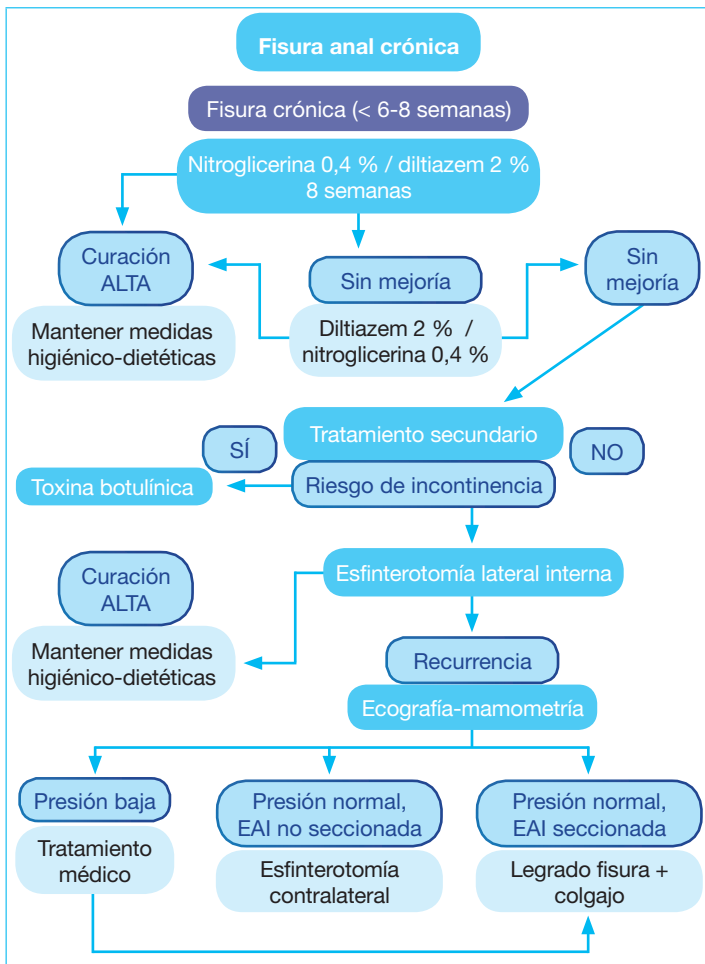 Fisura anal crónica
Fisura crónica (< 6-8 semanas)
Nitroglicerina 0,4 % / diltiazem 2 %
8 semanas
Curación
ALTA
Mantener medidas
higiénico-dietéticas
Sin mejoría
Diltiazem 2 % /
nitroglicerina 0,4 %
Sin
mejoría
Tratamiento secundario
SÍ
NO
Riesgo de incontinencia
Toxina botulínica
Esfinterotomía lateral interna
Curación
ALTA
Mantener medidas
higiénico-dietéticas
Recurrencia
Ecografía-mamometría
Presión baja
Tratamiento
médico
Presión normal,
EAI no seccionada
Esfinterotomía
contralateral
Presión normal,
EAI seccionada
Legrado fisura +
colgajo